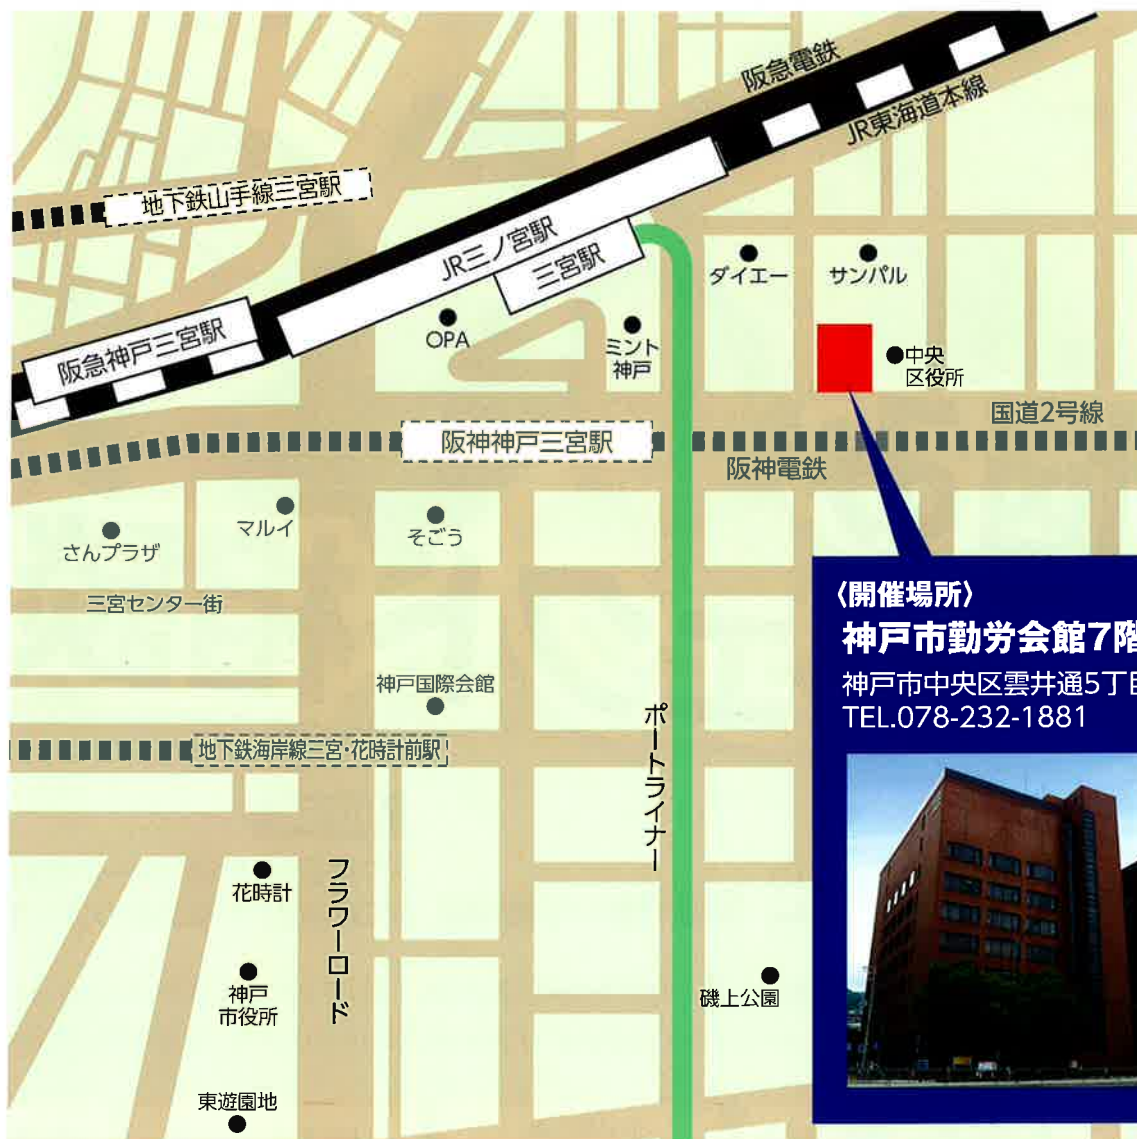 阪急電鉄
JR東海道本線
地下鉄山手線三宮駅
JR三ノ宮駅
三宮駅
阪急神戸三宮駅
ダイエー
サンパル
OPA
ミント
神戸
中央
区役所
国道2号線
阪神神戸三宮駅
阪神電鉄
マルイ
さんプラザ
そごう
三宮センター街
〈開催場所〉
神戸市勤労会館7階
神戸市中央区雲井通5丁目
TEL.078-232-1881
神戸国際会館
地下鉄海岸線三宮・花時計前駅
ポートライナー
フラワーロード
花時計
神戸
市役所
磯上公園
東遊園地